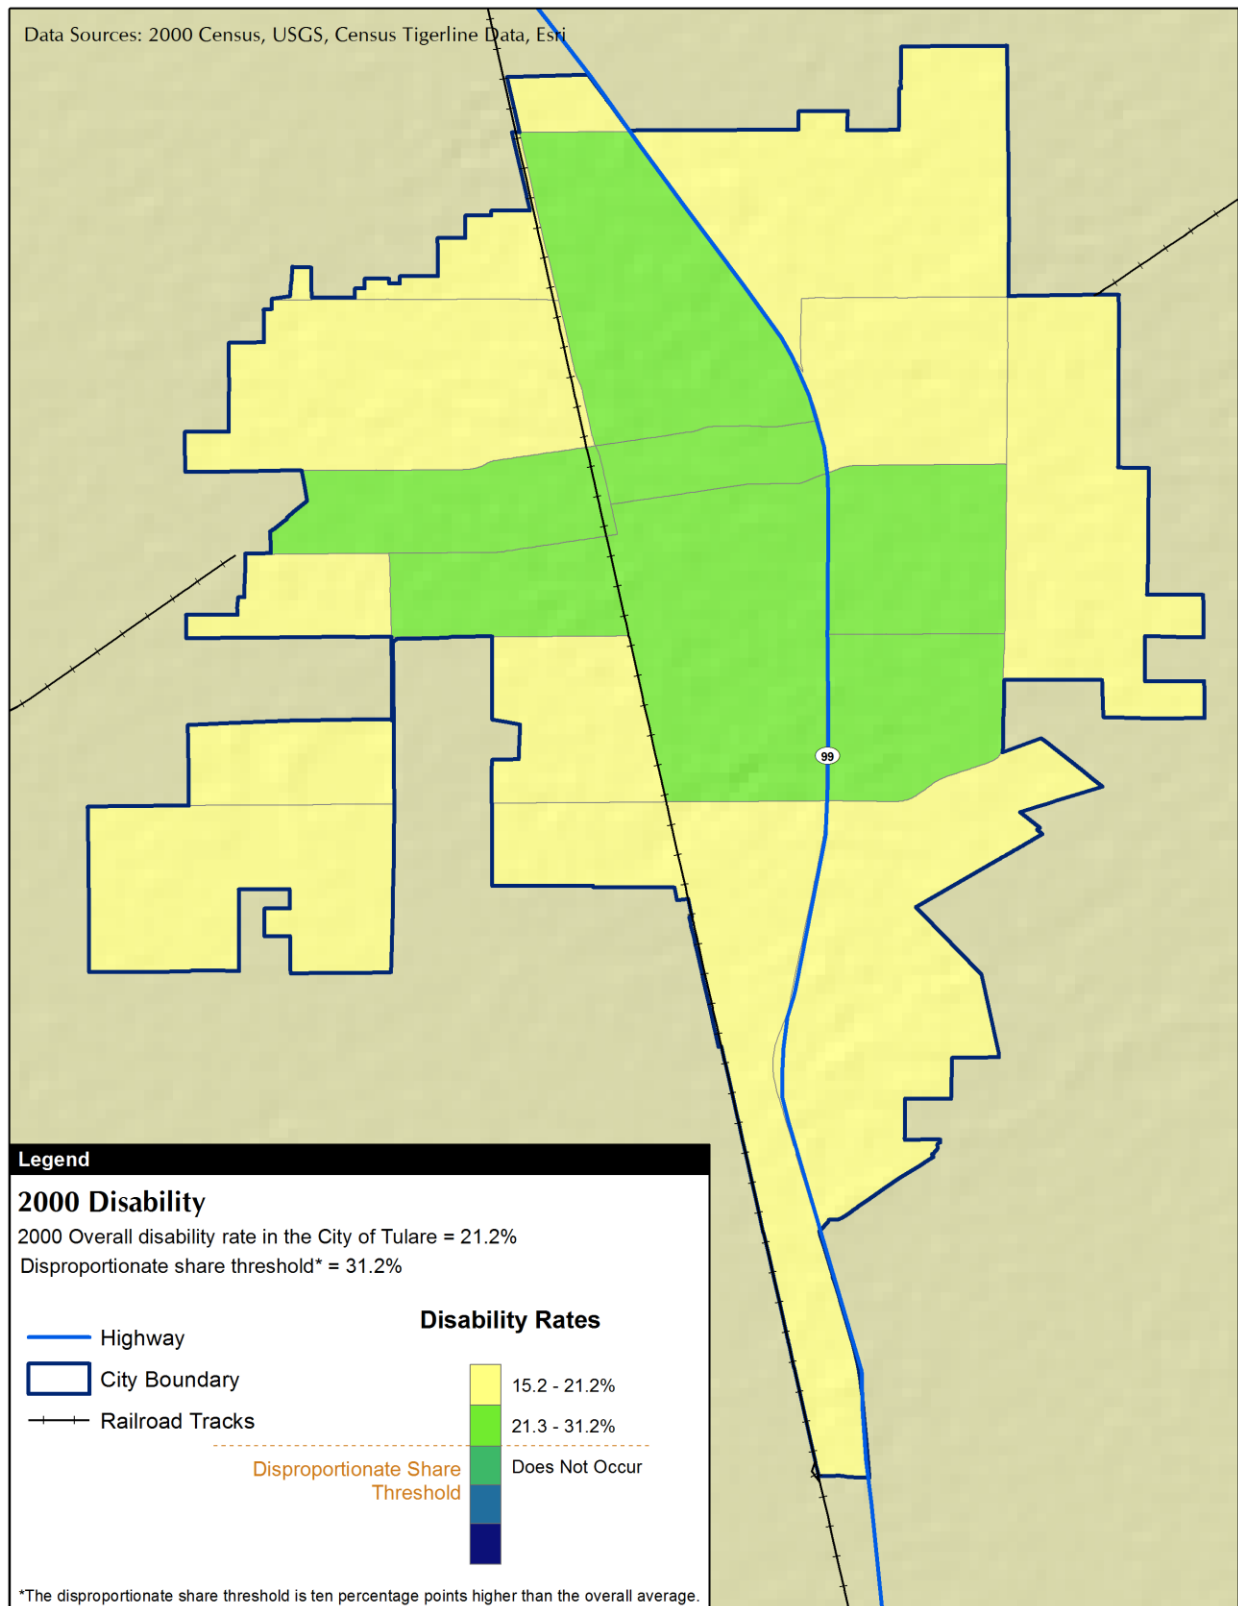 Data Sources: 2000 Census, USGS, Census Tigerline Data, Esri
99
Legend
2000 Disability
2000 Overall disability rate in the City of Tulare = 21.2%
Disproportionate share threshold* = 31.2%
Highway
City Boundary
Railroad Tracks
Disability Rates
15.2 - 21.2%
21.3 - 31.2%
Does Not Occur
Disproportionate Share
Threshold
*The disproportionate share threshold is ten percentage points higher than the overall average.